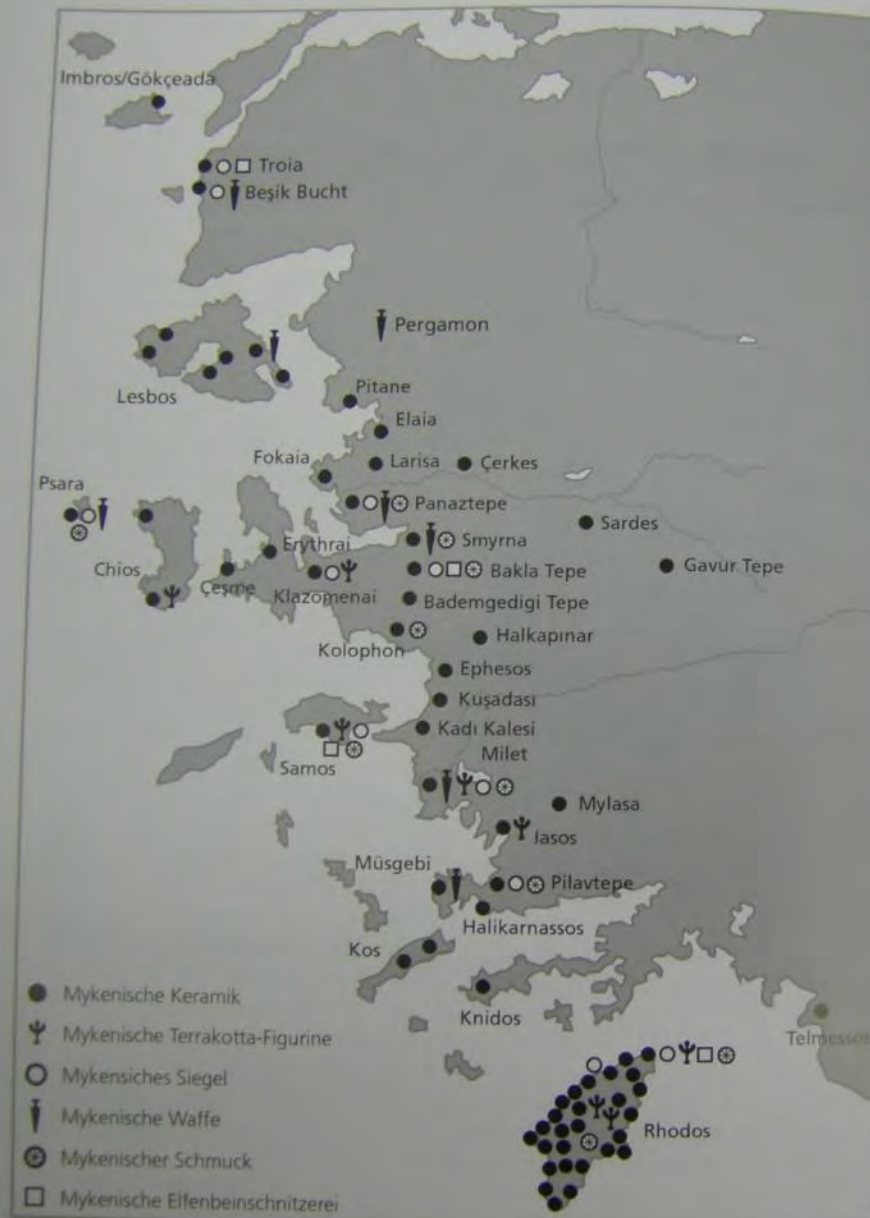 Imbros/Gökçeada
Troia
Beşik Bucht
Pergamon
Lesbos
Pitane
Elaia
Fokaia
Larisa
Çerkes
Psara
Panaztepe
Sardes
Erythrai
Smyrna
Chios
Çeşme
Klazomenai
Bakla Tepe
Gavur Tepe
Bademgedigi Tepe
Kolophon
Halkapınar
Ephesos
Kuşadası
Kadı Kalesi
Samos
Milet
Mylasa
Iasos
Müsgebi
Pilavtepe
Halikarnassos
Kos
Knidos
Telmessos
Rhodos
Mykenische Keramik
Mykenische Terrakotta-Figurine
Mykensiches Siegel
Mykenische Waffe
Mykenischer Schmuck
Mykenische Elfenbeinschnitzerei